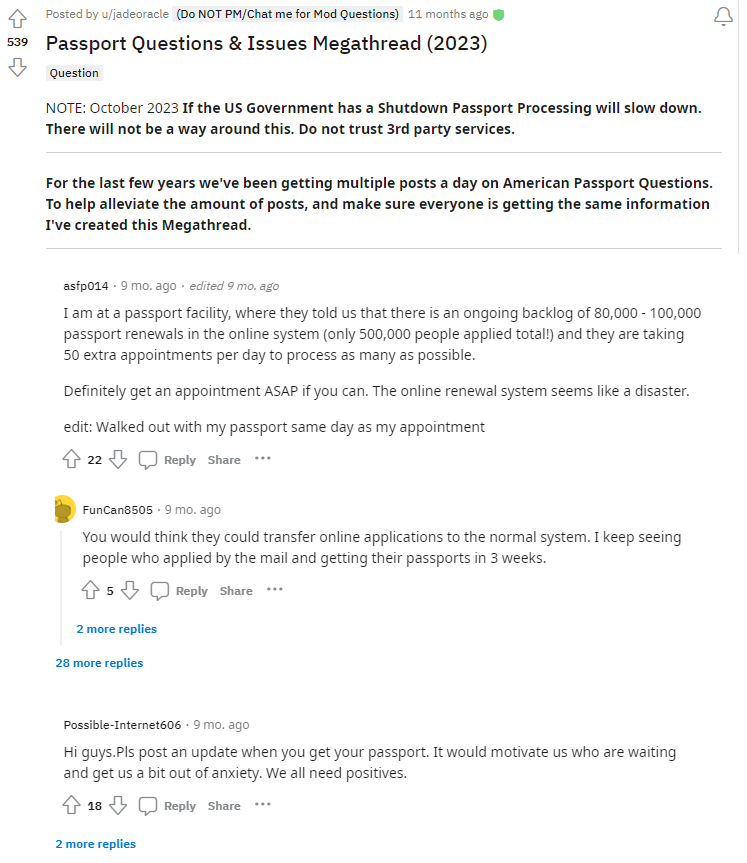 Posted by u/jadeoracle (Do NOT PM/Chat me for Mod Questions) 11 months ago
539
Passport Questions & Issues Megathread (2023)
Question
NOTE: October 2023 If the US Government has a Shutdown Passport Processing will slow down.
There will not be a way around this. Do not trust 3rd party services.
For the last few years we've been getting multiple posts a day on American Passport Questions.
To help alleviate the amount of posts, and make sure everyone is getting the same information
I've created this Megathread.
asfp014 · 9 mo. ago · edited 9 mo. ago
I am at a passport facility, where they told us that there is an ongoing backlog of 80,000 - 100,000
passport renewals in the online system (only 500,000 people applied total!) and they are taking
50 extra appointments per day to process as many as possible.
Definitely get an appointment ASAP if you can. The online renewal system seems like a disaster.
edit: Walked out with my passport same day as my appointment
22 Reply Share ···
FunCan8505 · 9 mo. ago
You would think they could transfer online applications to the normal system. I keep seeing
people who applied by the mail and getting their passports in 3 weeks.
5 Reply Share ···
2 more replies
28 more replies
Possible-Internet606 · 9 mo. ago
Hi guys.Pls post an update when you get your passport. It would motivate us who are waiting
and get us a bit out of anxiety. We all need positives.
18 Reply Share ···
2 more replies